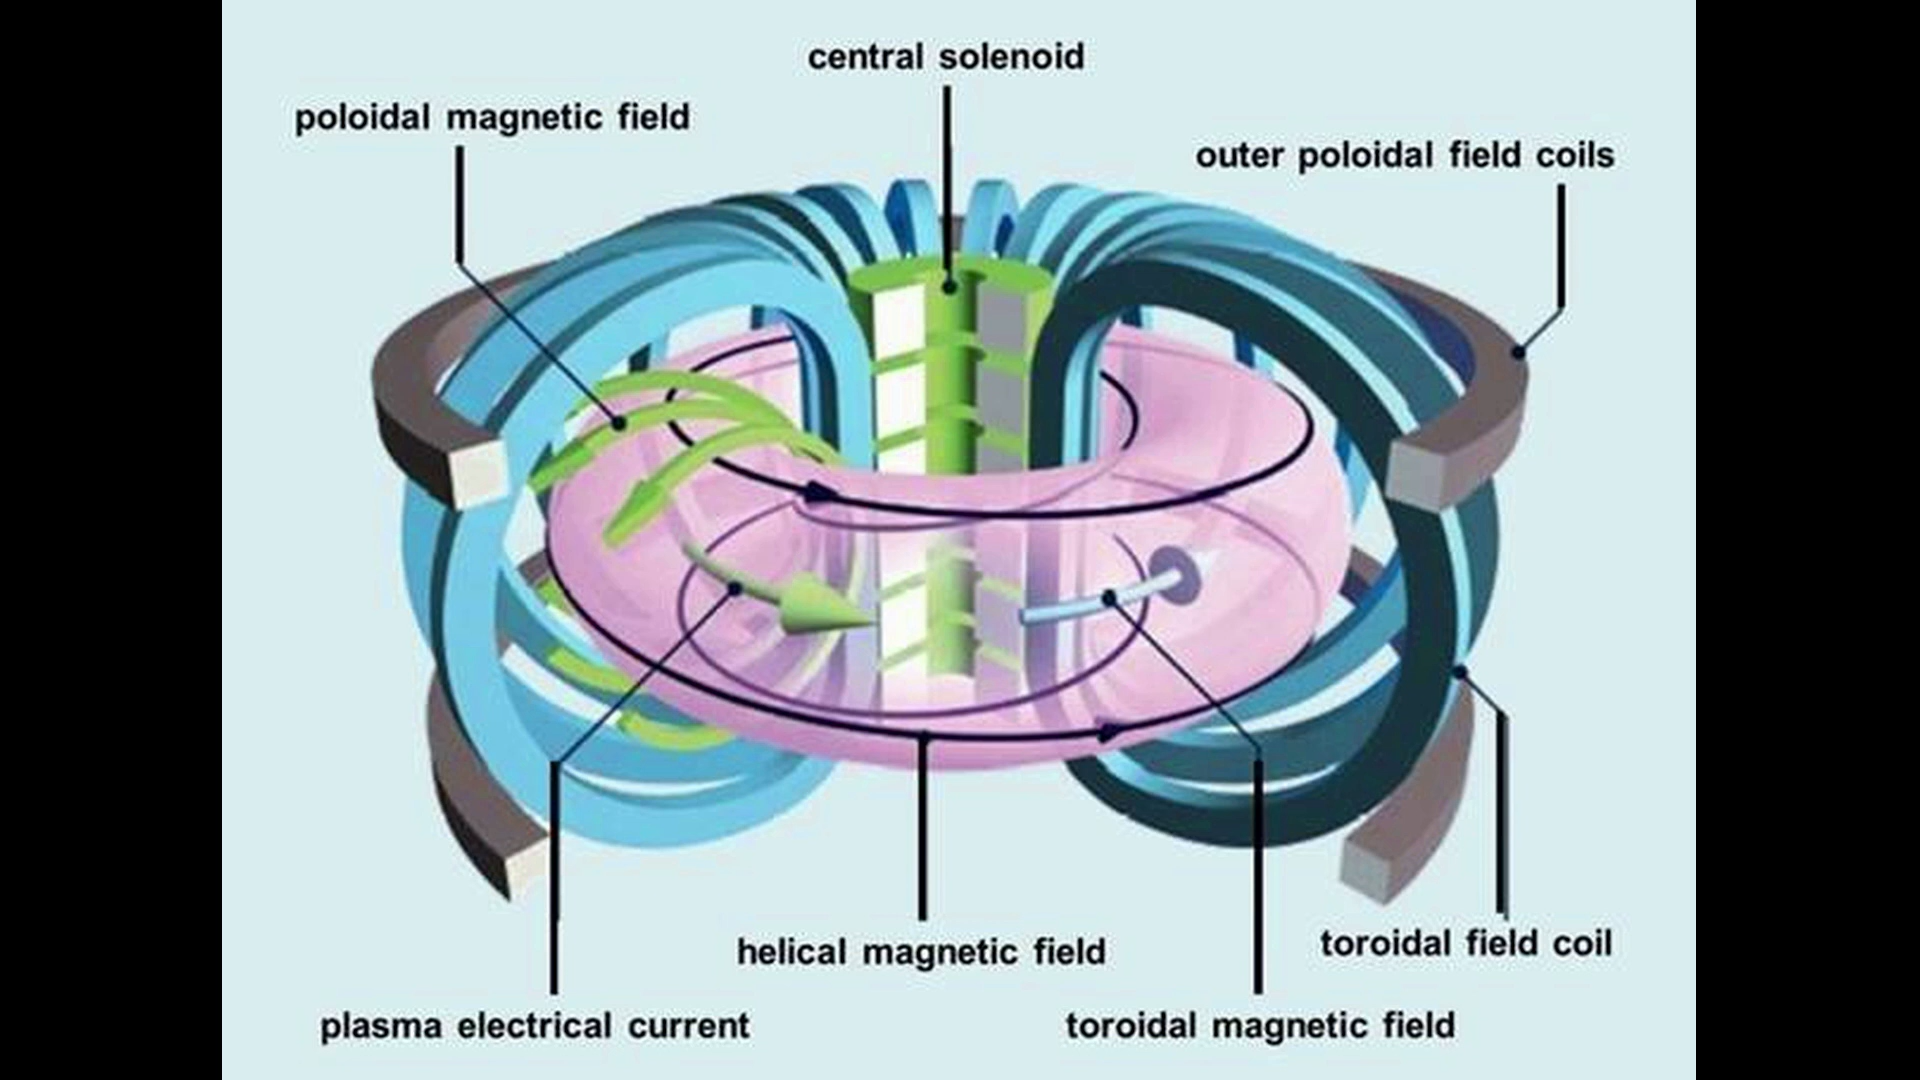 central solenoid
poloidal magnetic field
outer poloidal field coils
helical magnetic field
toroidal field coil
plasma electrical current
toroidal magnetic field